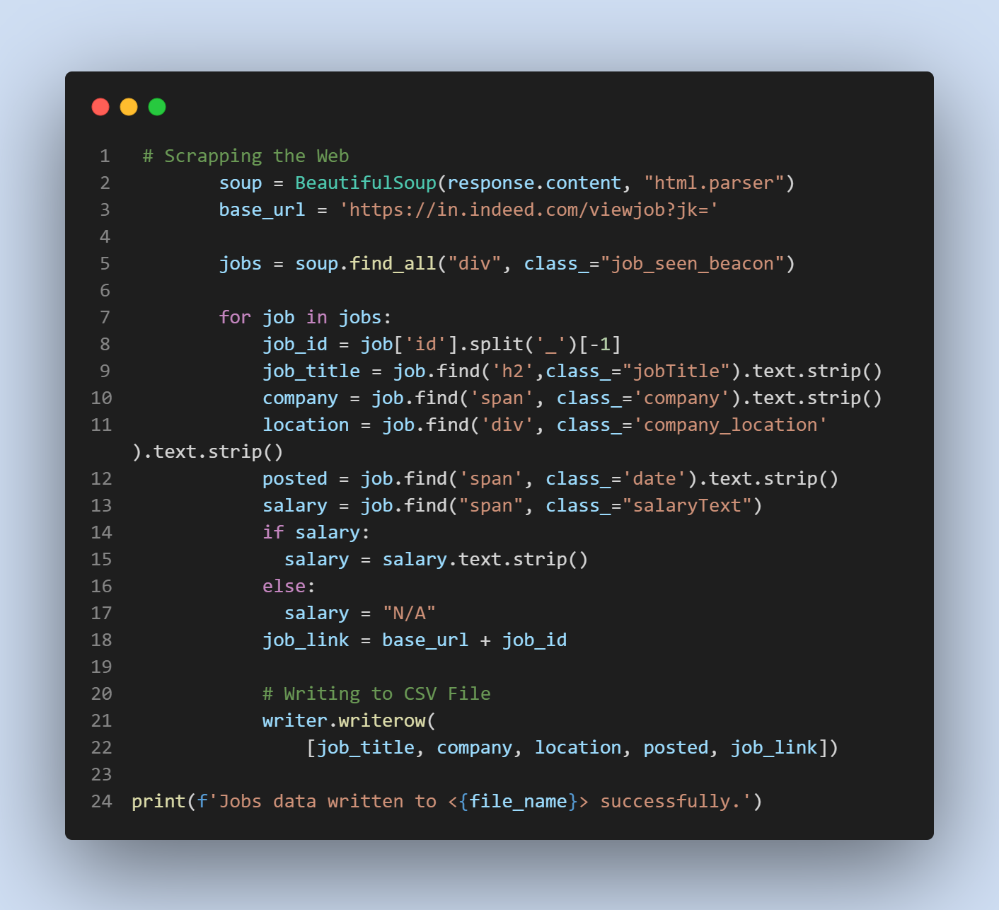 1 # Scrapping the Web
2 soup = BeautifulSoup(response.content, "html.parser")
3 base_url = 'https://in.indeed.com/viewjob?jk='
4
5 jobs = soup.find_all("div", class_="job_seen_beacon")
6
7 for job in jobs:
8 job_id = job['id'].split('_')[-1]
9 job_title = job.find('h2',class_="jobTitle").text.strip()
10 company = job.find('span', class_='company').text.strip()
11 location = job.find('div', class_='company_location'
).text.strip()
12 posted = job.find('span', class_='date').text.strip()
13 salary = job.find("span", class_="salaryText")
14 if salary:
15 salary = salary.text.strip()
16 else:
17 salary = "N/A"
18 job_link = base_url + job_id
19
20 # Writing to CSV File
21 writer.writerow(
22 [job_title, company, location, posted, job_link])
23
24 print(f'Jobs data written to <{file_name}> successfully.')